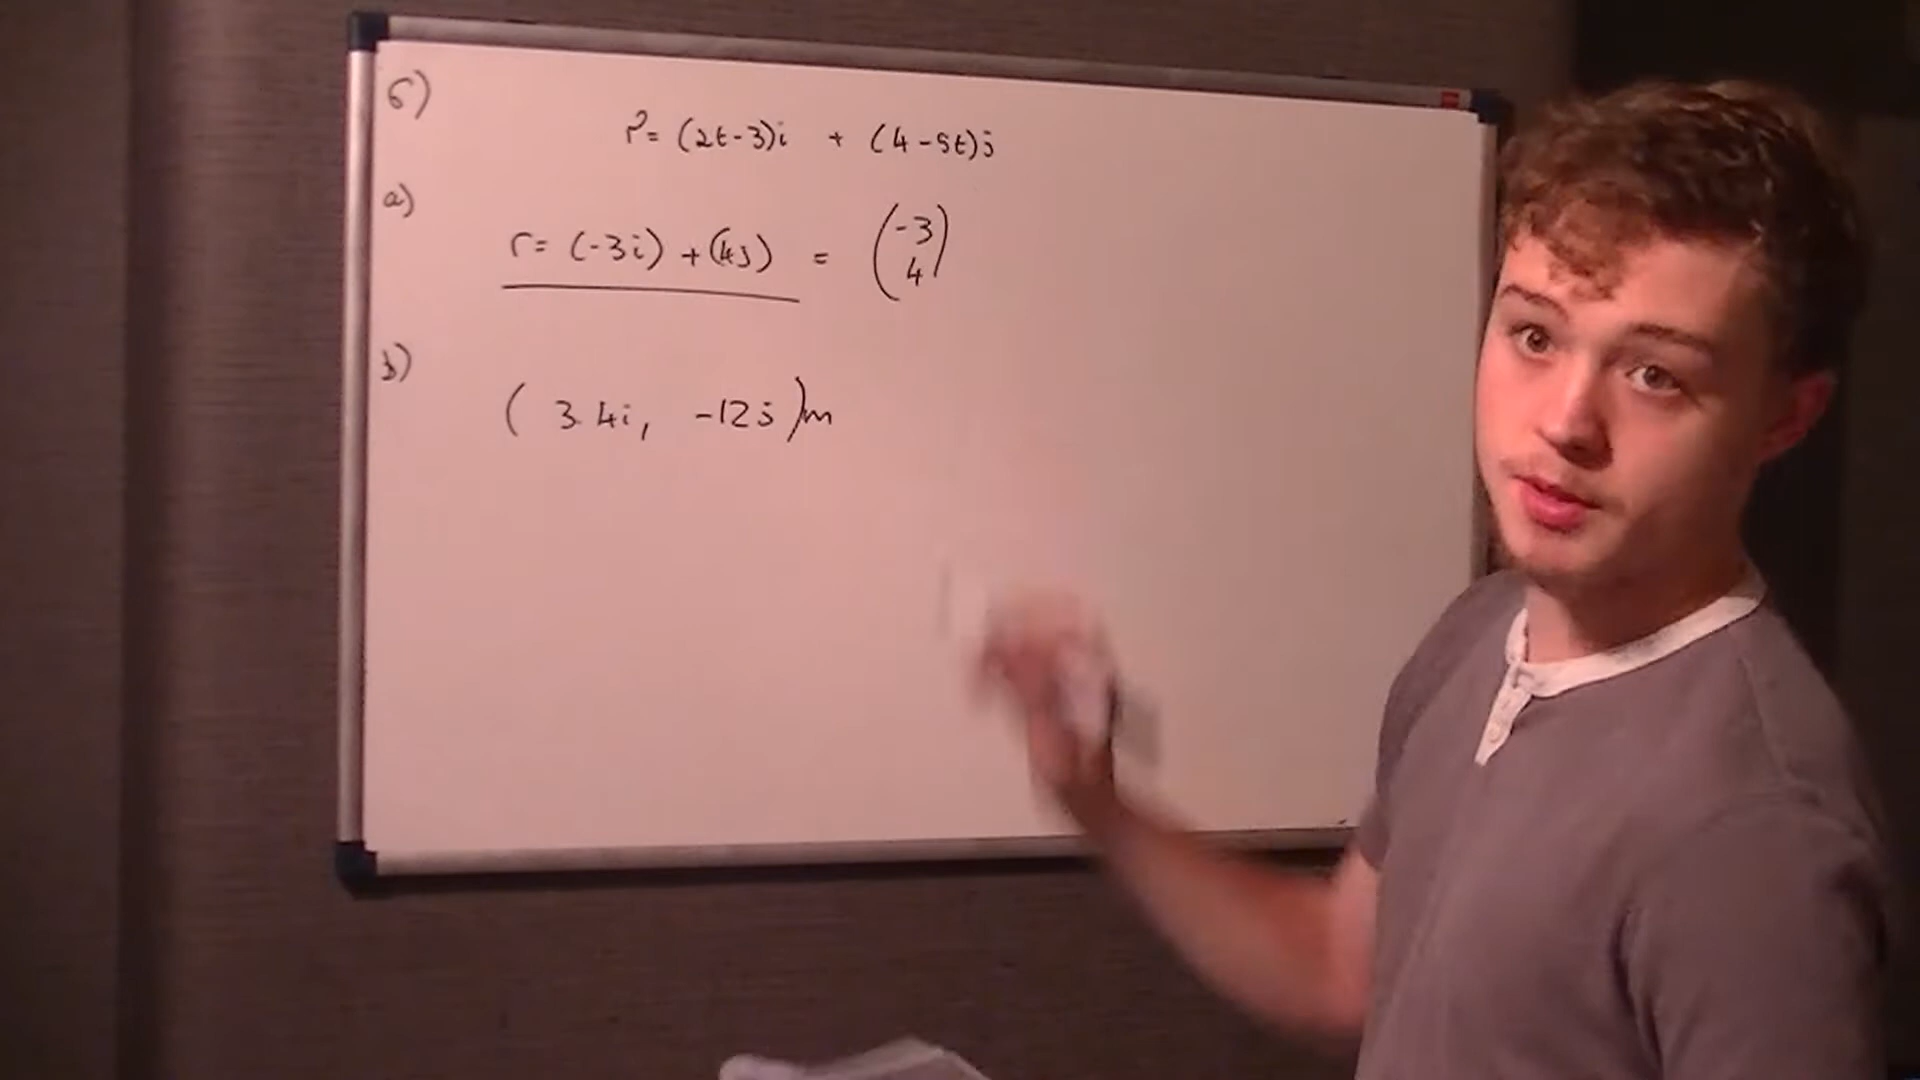 6)
r= (2t-3)i + (4-5t)j
a)
r= (-3i) + (4j) = (-3
4)
b)
( 3.4i, -12j )m